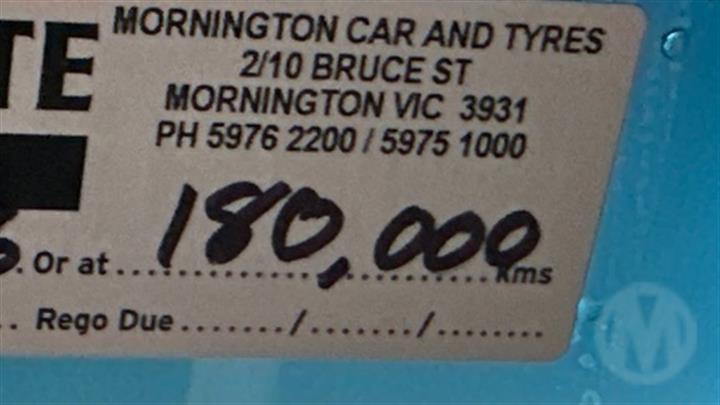 TE
MORNINGTON CAR AND TYRES
2/10 BRUCE ST
MORNINGTON VIC 3931
PH 5976 2200 / 5975 1000
. Or at ....180,000....Kms
.. Rego Due ......./......./........
M